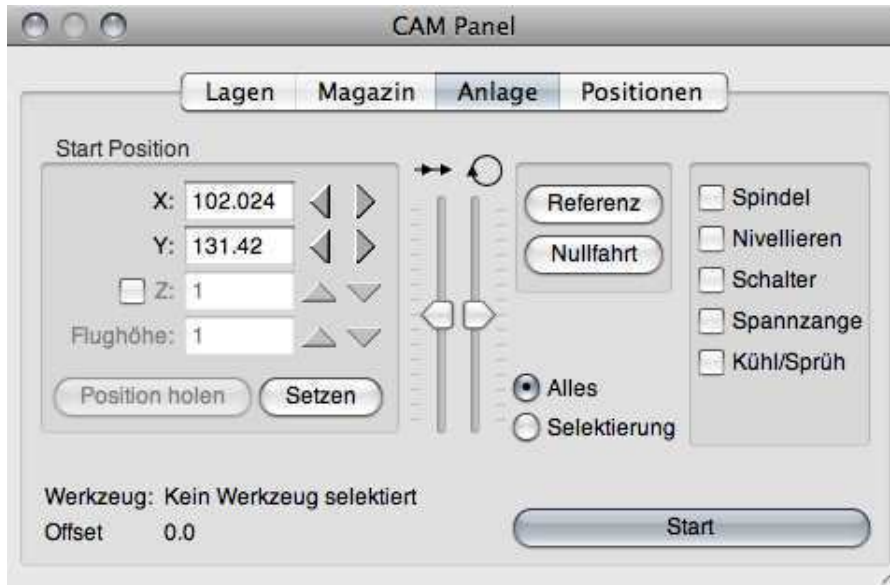 CAM Panel
Lagen Magazin Anlage Positionen
Start Position
X: 102.024
Y: 131.42
Z: 1
Flughöhe: 1
Position holen Setzen
Referenz
Nullfahrt
Alles
Selektierung
Spindel
Nivellieren
Schalter
Spannzange
Kühl/Sprüh
Werkzeug: Kein Werkzeug selektiert
Offset 0.0
Start